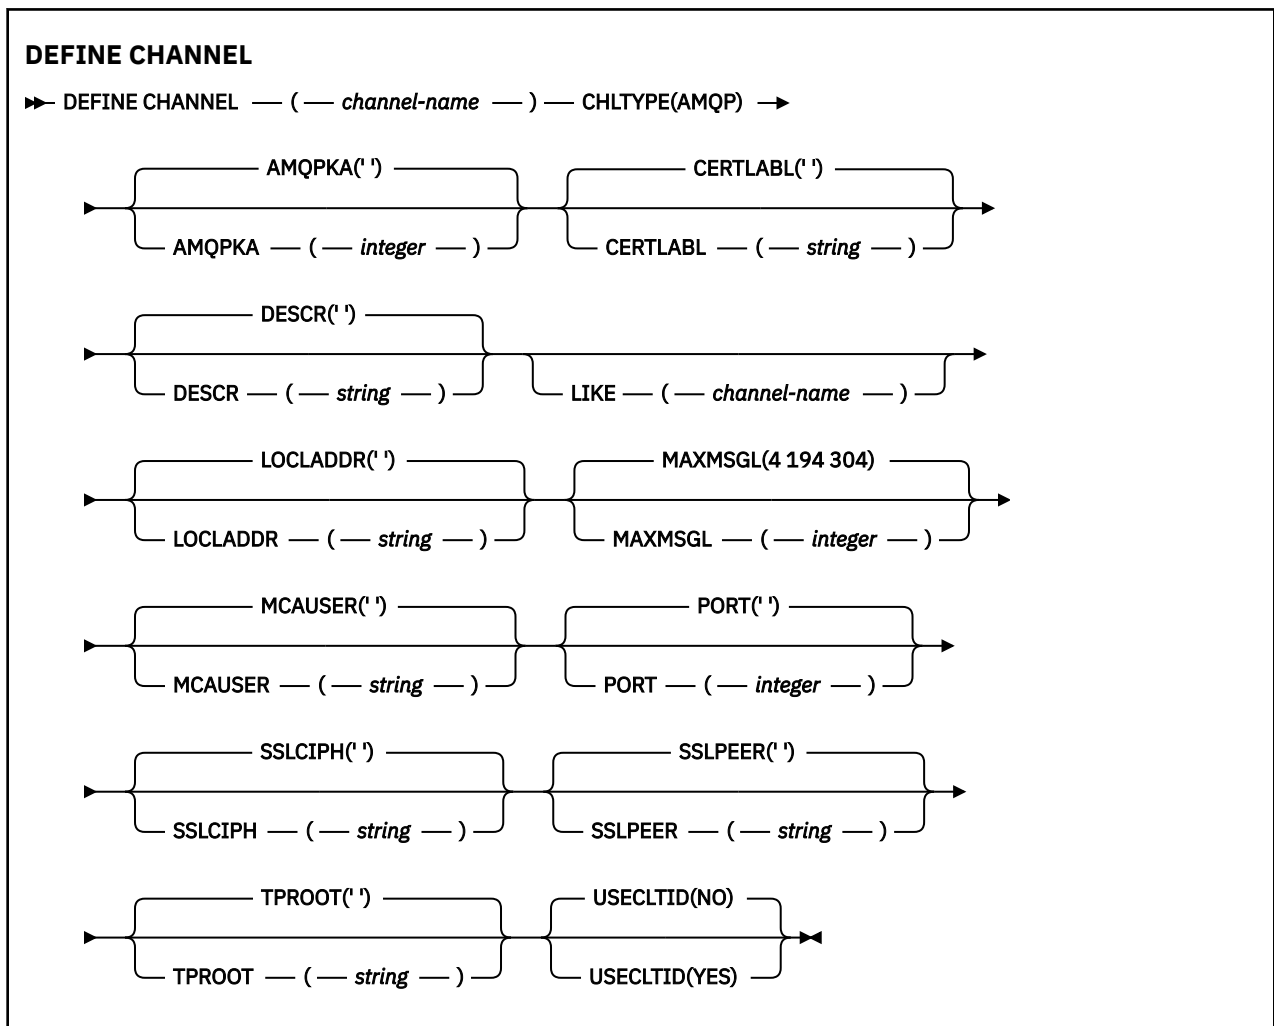 DEFINE CHANNEL
DEFINE CHANNEL ( channel-name ) CHLTYPE(AMQP)
AMQPKA(' ') CERTLABL(' ')
AMQPKA ( integer ) CERTLABL ( string )
DESCR(' ')
DESCR ( string ) LIKE ( channel-name )
LOCLADDR(' ') MAXMSGL(4 194 304)
LOCLADDR ( string ) MAXMSGL ( integer )
MCAUSER(' ') PORT(' ')
MCAUSER ( string ) PORT ( integer )
SSLCIPH(' ') SSLPEER(' ')
SSLCIPH ( string ) SSLPEER ( string )
TPROOT(' ') USECLTID(NO)
TPROOT ( string ) USECLTID(YES)